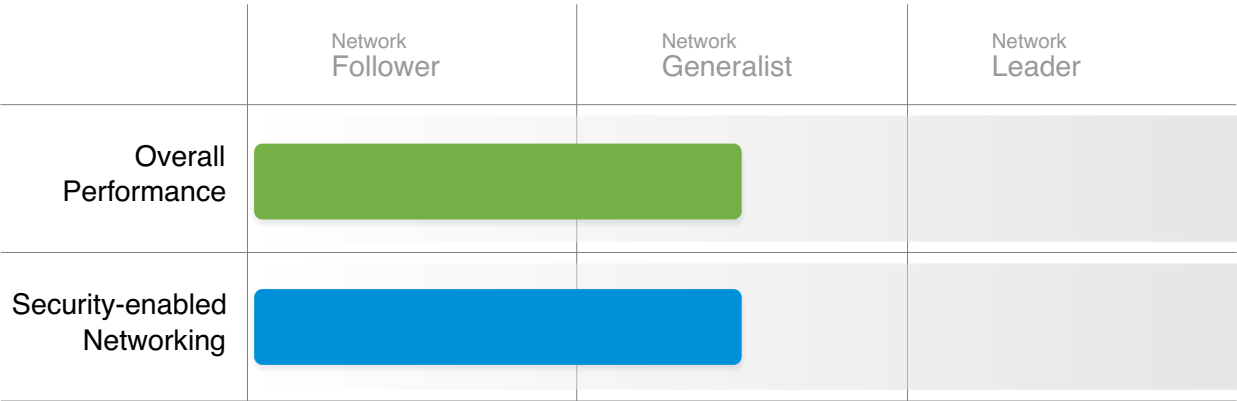 Network
Follower
Network
Generalist
Network
Leader
Overall
Performance
Security-enabled
Networking